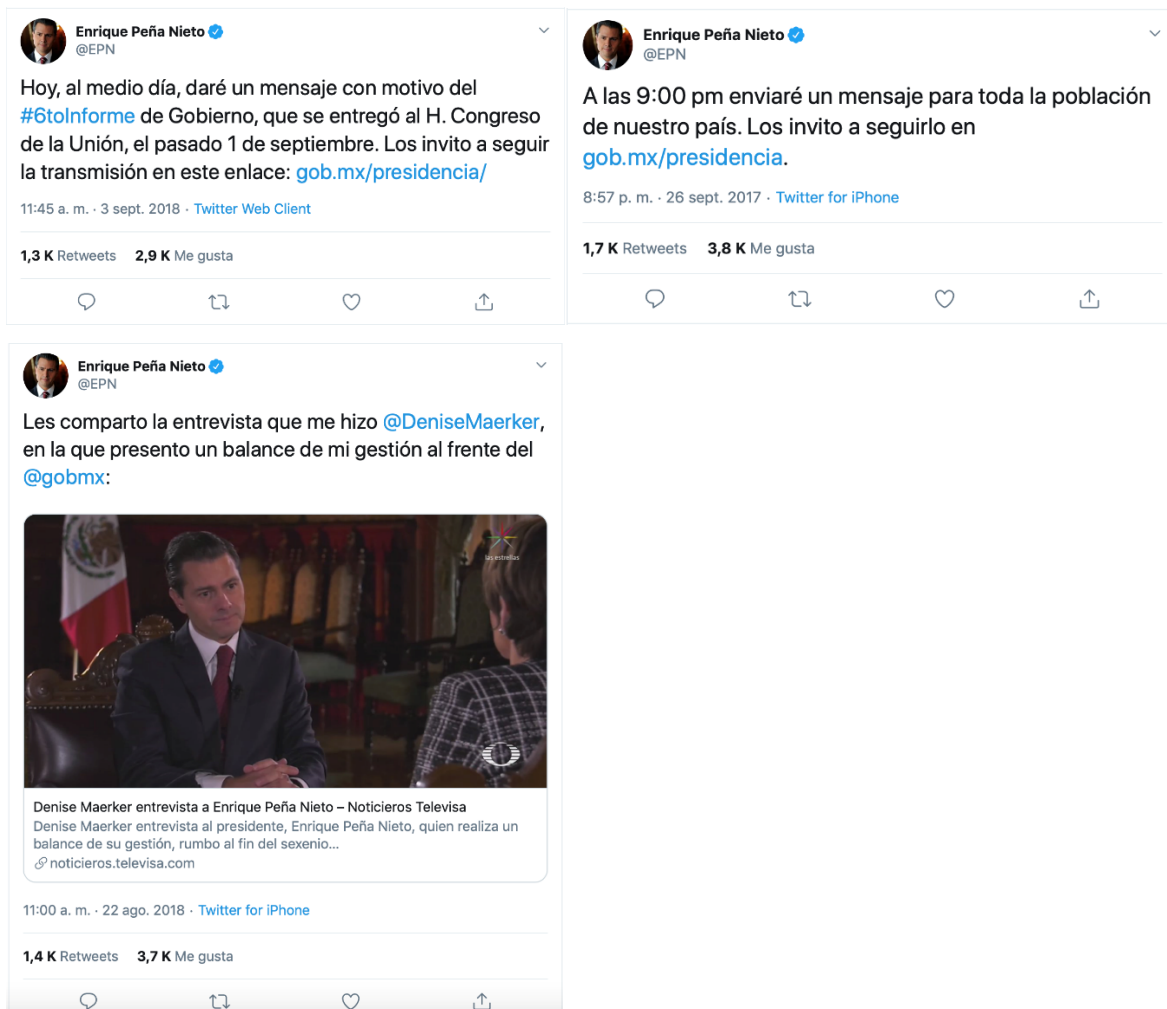 Enrique Peña Nieto
@EPN
Hoy, al medio día, daré un mensaje con motivo del
#6toInforme de Gobierno, que se entregó al H. Congreso
de la Unión, el pasado 1 de septiembre. Los invito a seguir
la transmisión en este enlace: gob.mx/presidencia/
11:45 a. m. · 3 sept. 2018 · Twitter Web Client
1,3 K Retweets 2,9 K Me gusta
Enrique Peña Nieto
@EPN
A las 9:00 pm enviaré un mensaje para toda la población
de nuestro país. Los invito a seguirlo en
gob.mx/presidencia.
8:57 p. m. · 26 sept. 2017 · Twitter for iPhone
1,7 K Retweets 3,8 K Me gusta
Enrique Peña Nieto
@EPN
Les comparto la entrevista que me hizo @DeniseMaerker,
en la que presento un balance de mi gestión al frente del
@gobmx:
las estrellas
Denise Maerker entrevista a Enrique Peña Nieto – Noticieros Televisa
Denise Maerker entrevista al presidente, Enrique Peña Nieto, quien realiza un
balance de su gestión, rumbo al fin del sexenio...
noticieros.televisa.com
11:00 a. m. · 22 ago. 2018 · Twitter for iPhone
1,4 K Retweets 3,7 K Me gusta